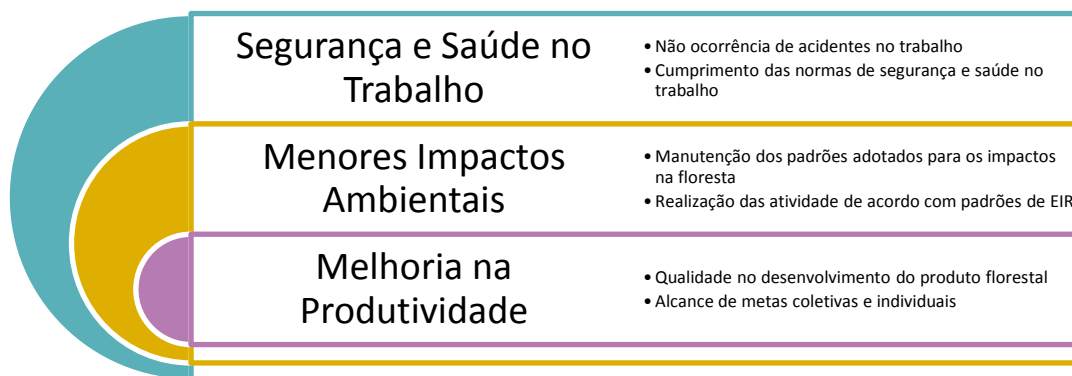 Segurança e Saúde no
Trabalho
• Não ocorrência de acidentes no trabalho
• Cumprimento das normas de segurança e saúde no
trabalho
Menores Impactos
Ambientais
• Manutenção dos padrões adotados para os impactos
na floresta
• Realização das atividade de acordo com padrões de EIR
Melhoria na
Produtividade
• Qualidade no desenvolvimento do produto florestal
• Alcance de metas coletivas e individuais